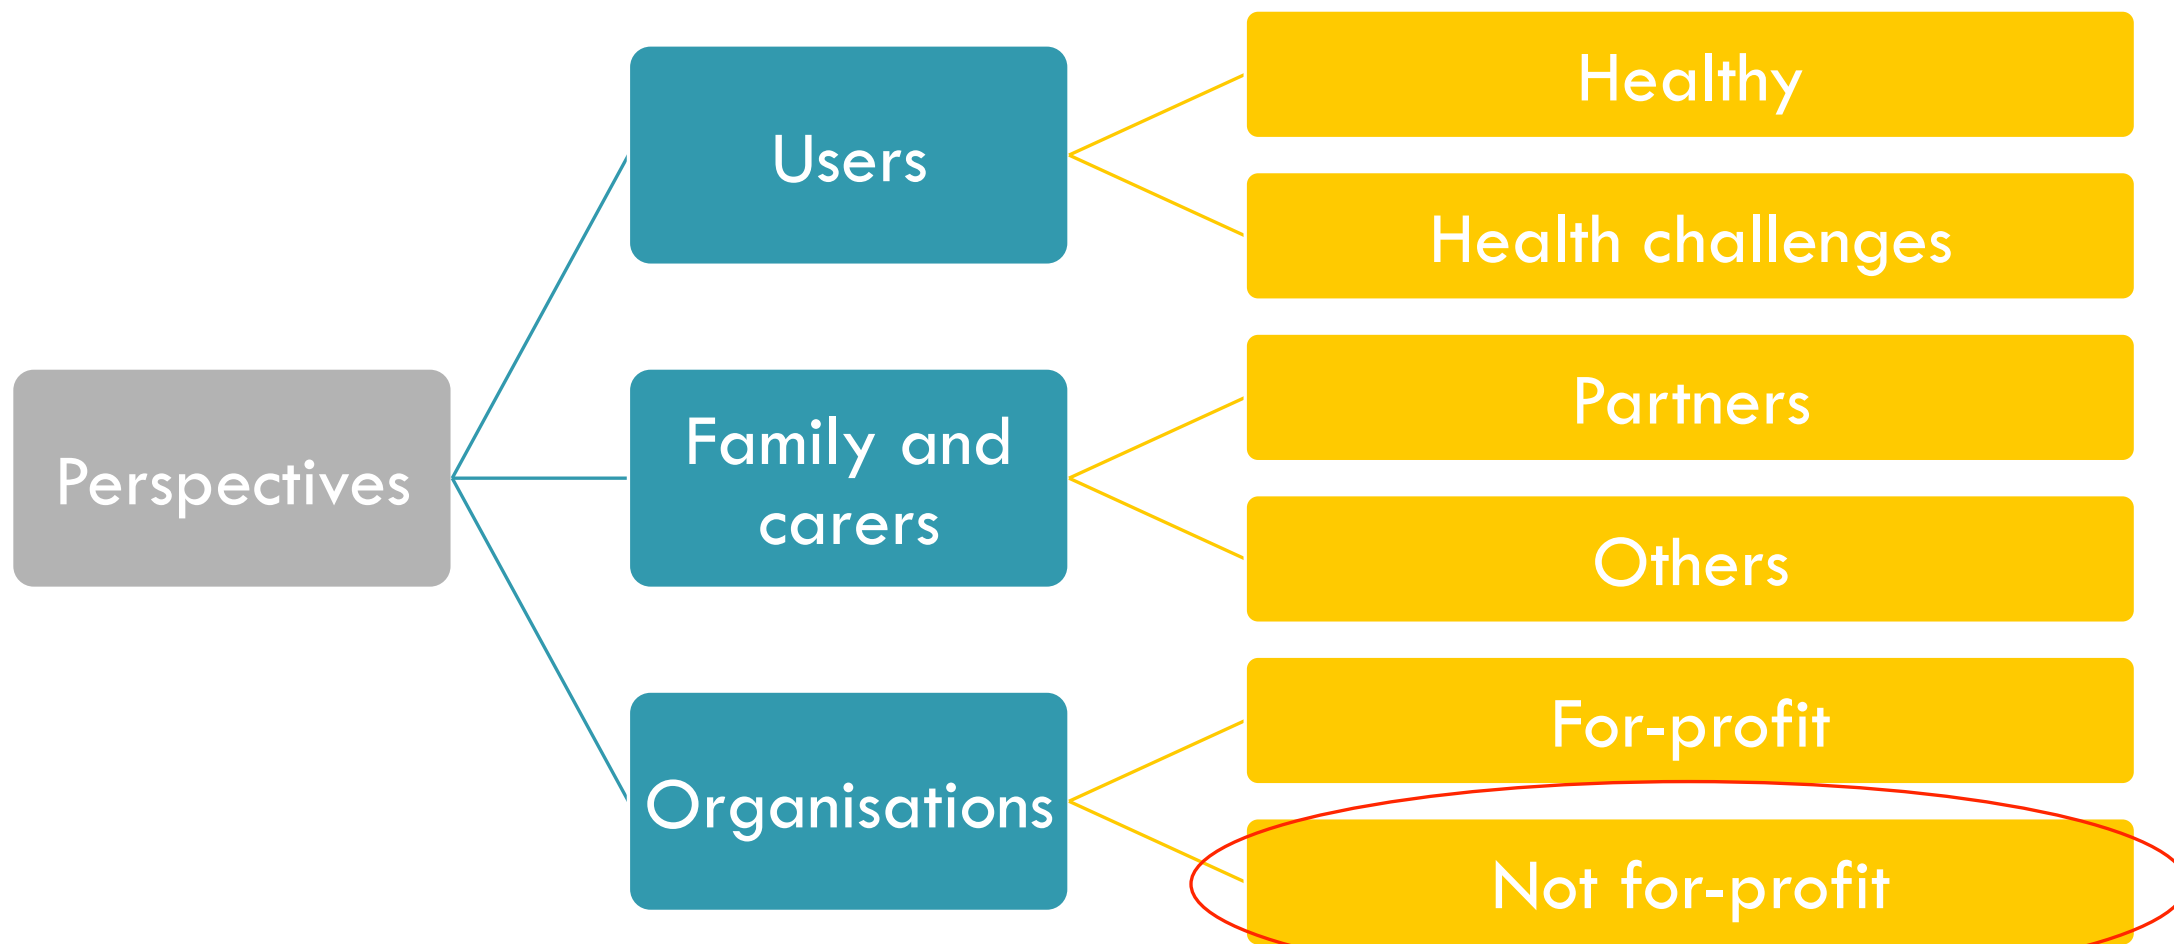 Perspectives
Users
Healthy
Health challenges
Family and
carers
Partners
Others
Organisations
For-profit
Not for-profit